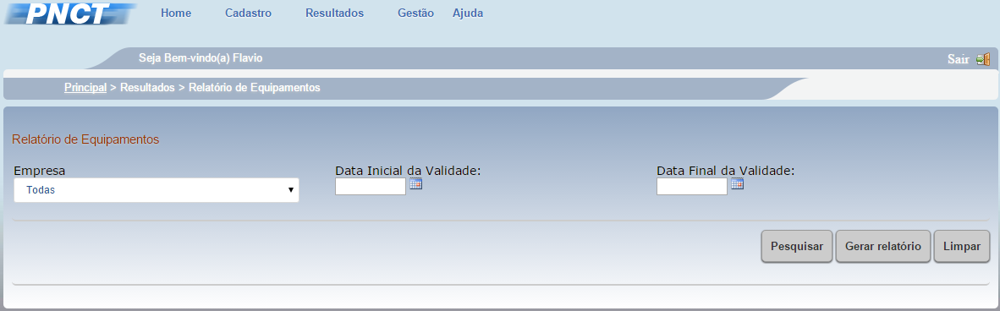 PNCT Home Cadastro Resultados Gestão Ajuda
Seja Bem-vindo(a) Flavio Sair
Principal > Resultados > Relatório de Equipamentos
Relatório de Equipamentos
Empresa Data Inicial da Validade: Data Final da Validade:
Todas
Pesquisar Gerar relatório Limpar